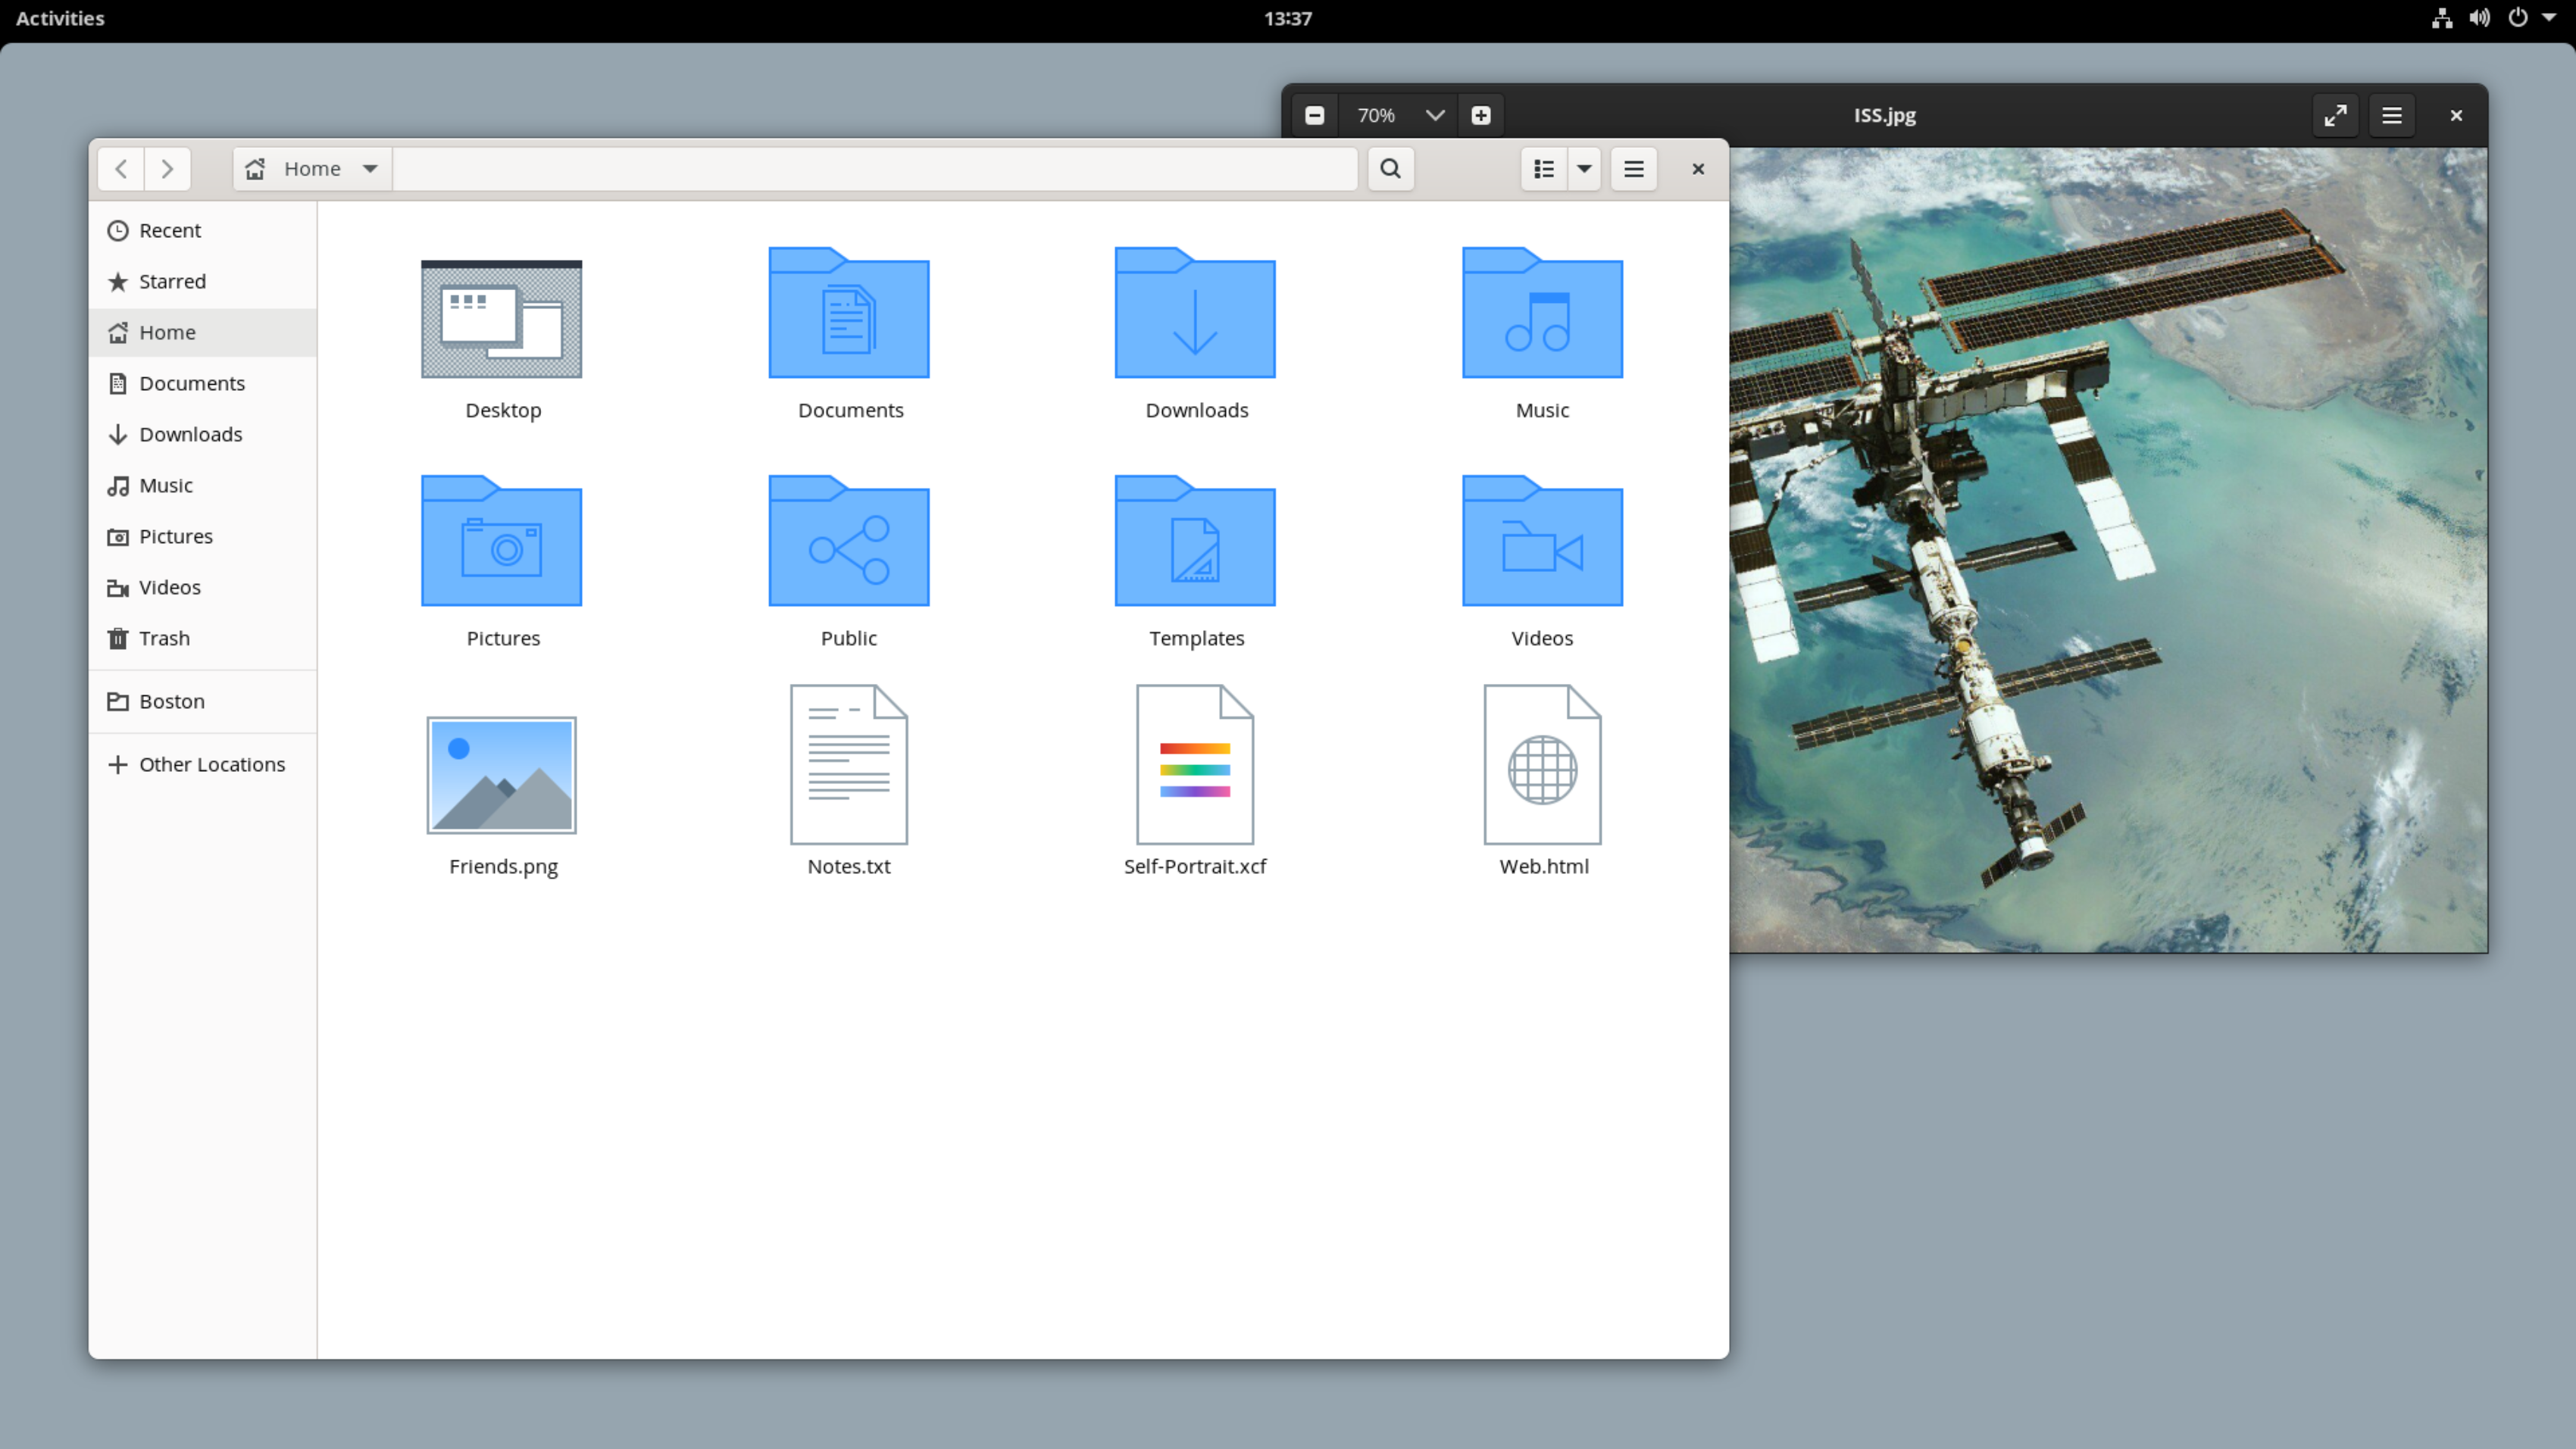 Activities
13:37
70%
ISS.jpg
Home
Recent
Starred
Home
Documents
Downloads
Music
Pictures
Videos
Trash
Boston
Other Locations
Desktop
Documents
Downloads
Music
Pictures
Public
Templates
Videos
Friends.png
Notes.txt
Self-Portrait.xcf
Web.html